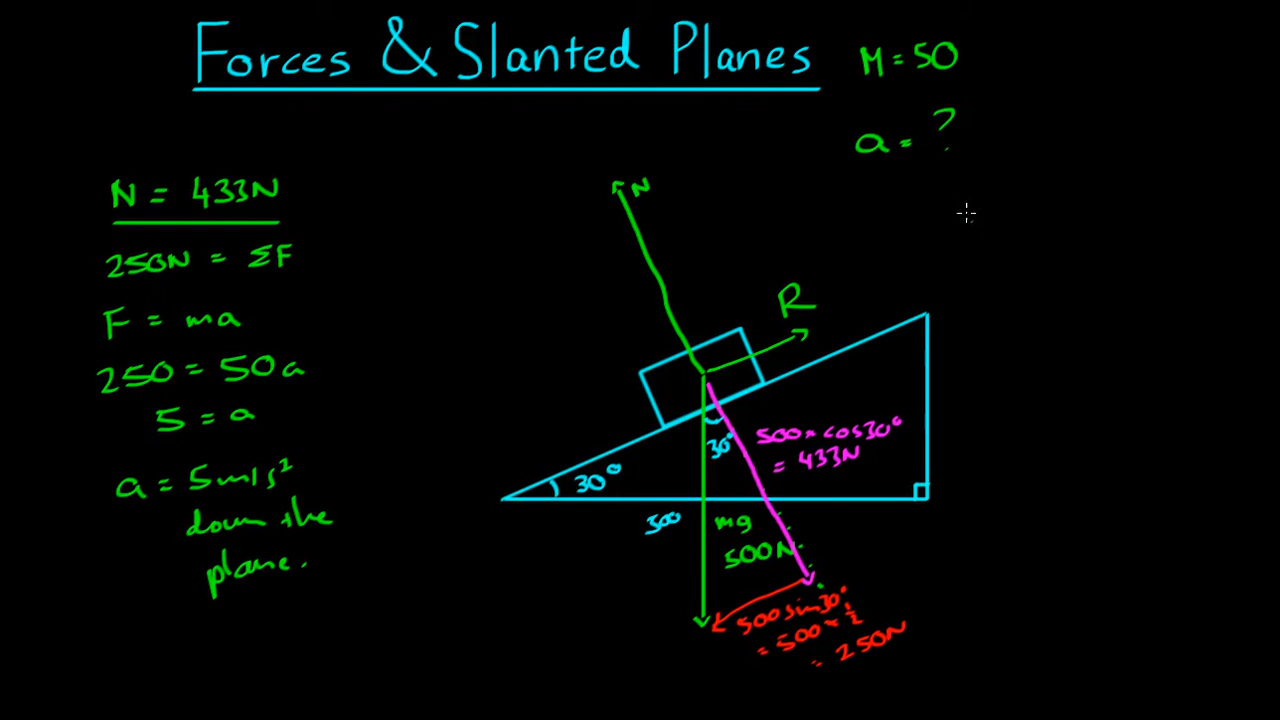 Forces & Slanted Planes
M = 50
a = ?
N = 433N
250N = ΣF
F = ma
250 = 50a
5 = a
a = 5m/s²
down the
plane.
N
R
30°
30°
500 × cos30°
= 433N
500
mg
500N
500sin30°
= 500 × ½
= 250N